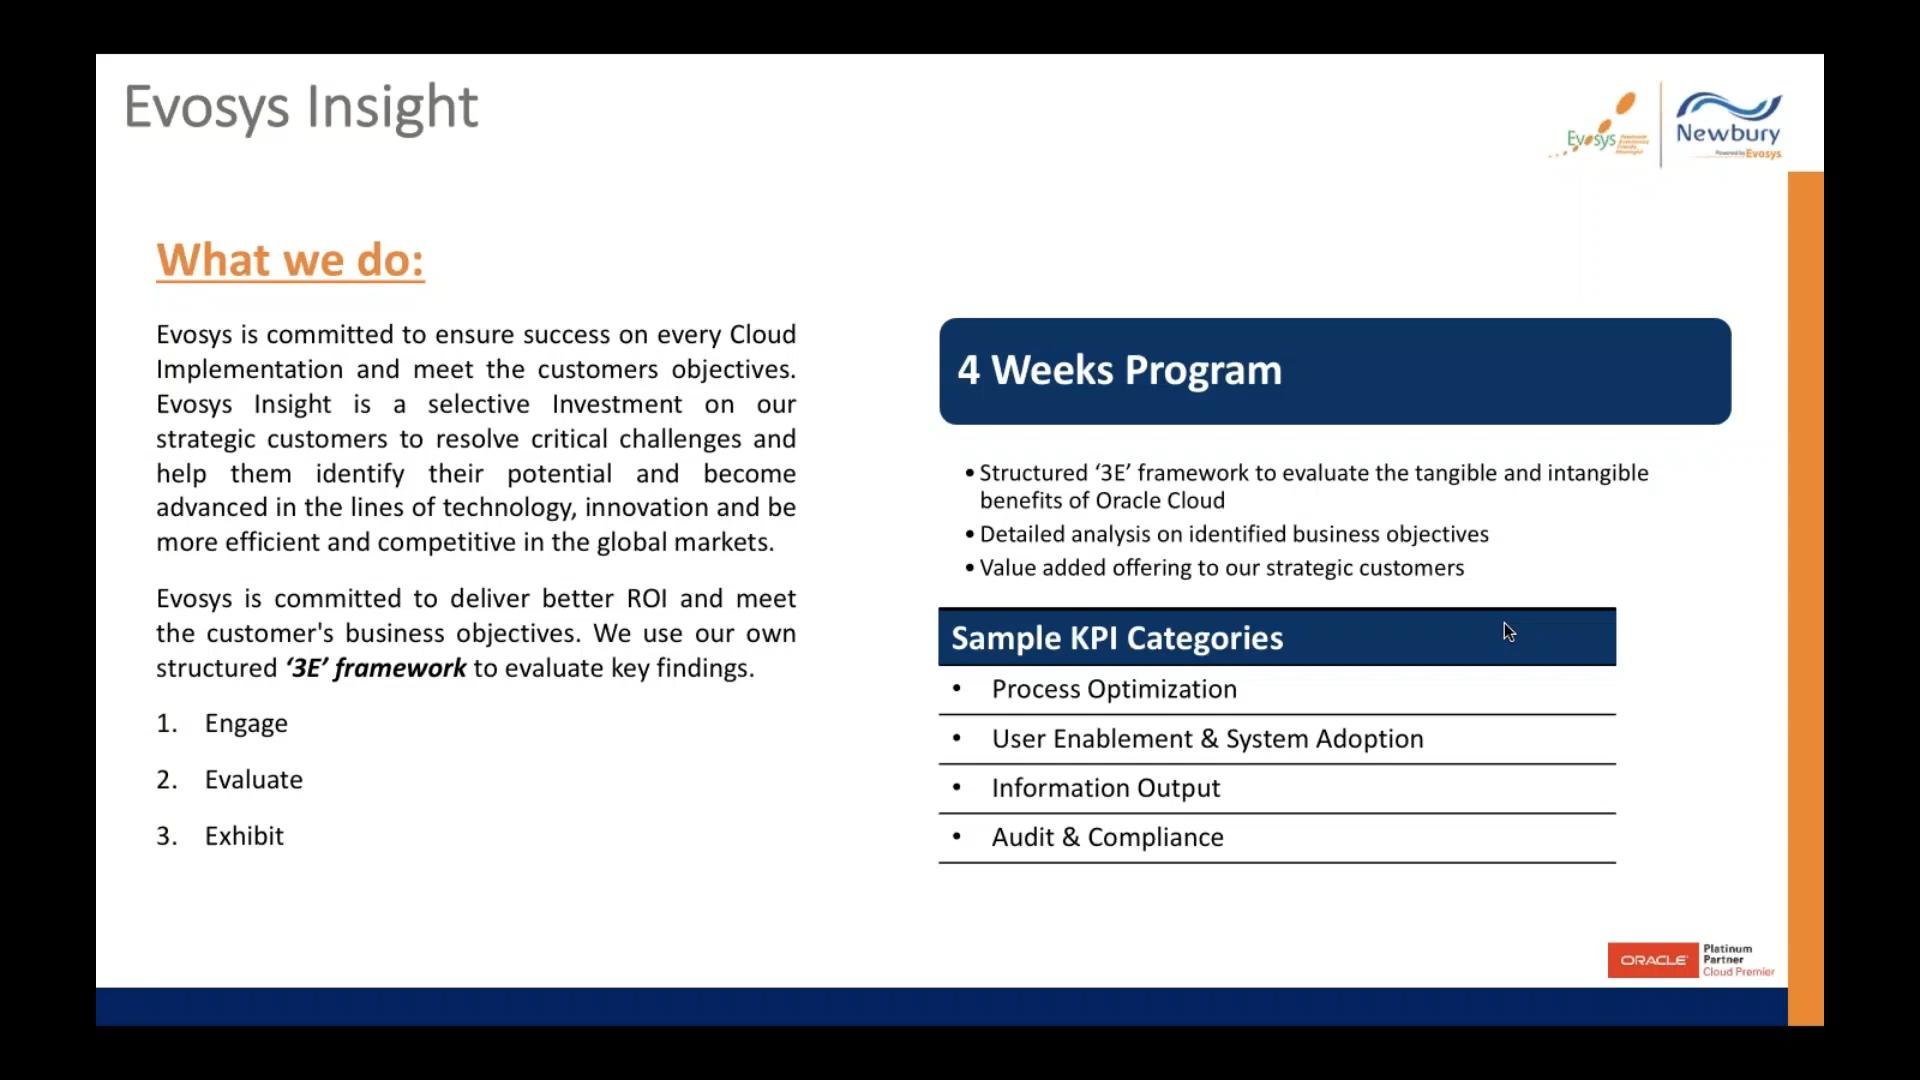 Evosys Insight
Evosys
Newbury
Powered by Evosys
What we do:
Evosys is committed to ensure success on every Cloud
Implementation and meet the customers objectives.
Evosys Insight is a selective Investment on our
strategic customers to resolve critical challenges and
help them identify their potential and become
advanced in the lines of technology, innovation and be
more efficient and competitive in the global markets.
Evosys is committed to deliver better ROI and meet
the customer's business objectives. We use our own
structured ‘3E’ framework to evaluate key findings.
1. Engage
2. Evaluate
3. Exhibit
4 Weeks Program
• Structured ‘3E’ framework to evaluate the tangible and intangible
benefits of Oracle Cloud
• Detailed analysis on identified business objectives
• Value added offering to our strategic customers
Sample KPI Categories
• Process Optimization
• User Enablement & System Adoption
• Information Output
• Audit & Compliance
ORACLE
Platinum
Partner
Cloud Premier